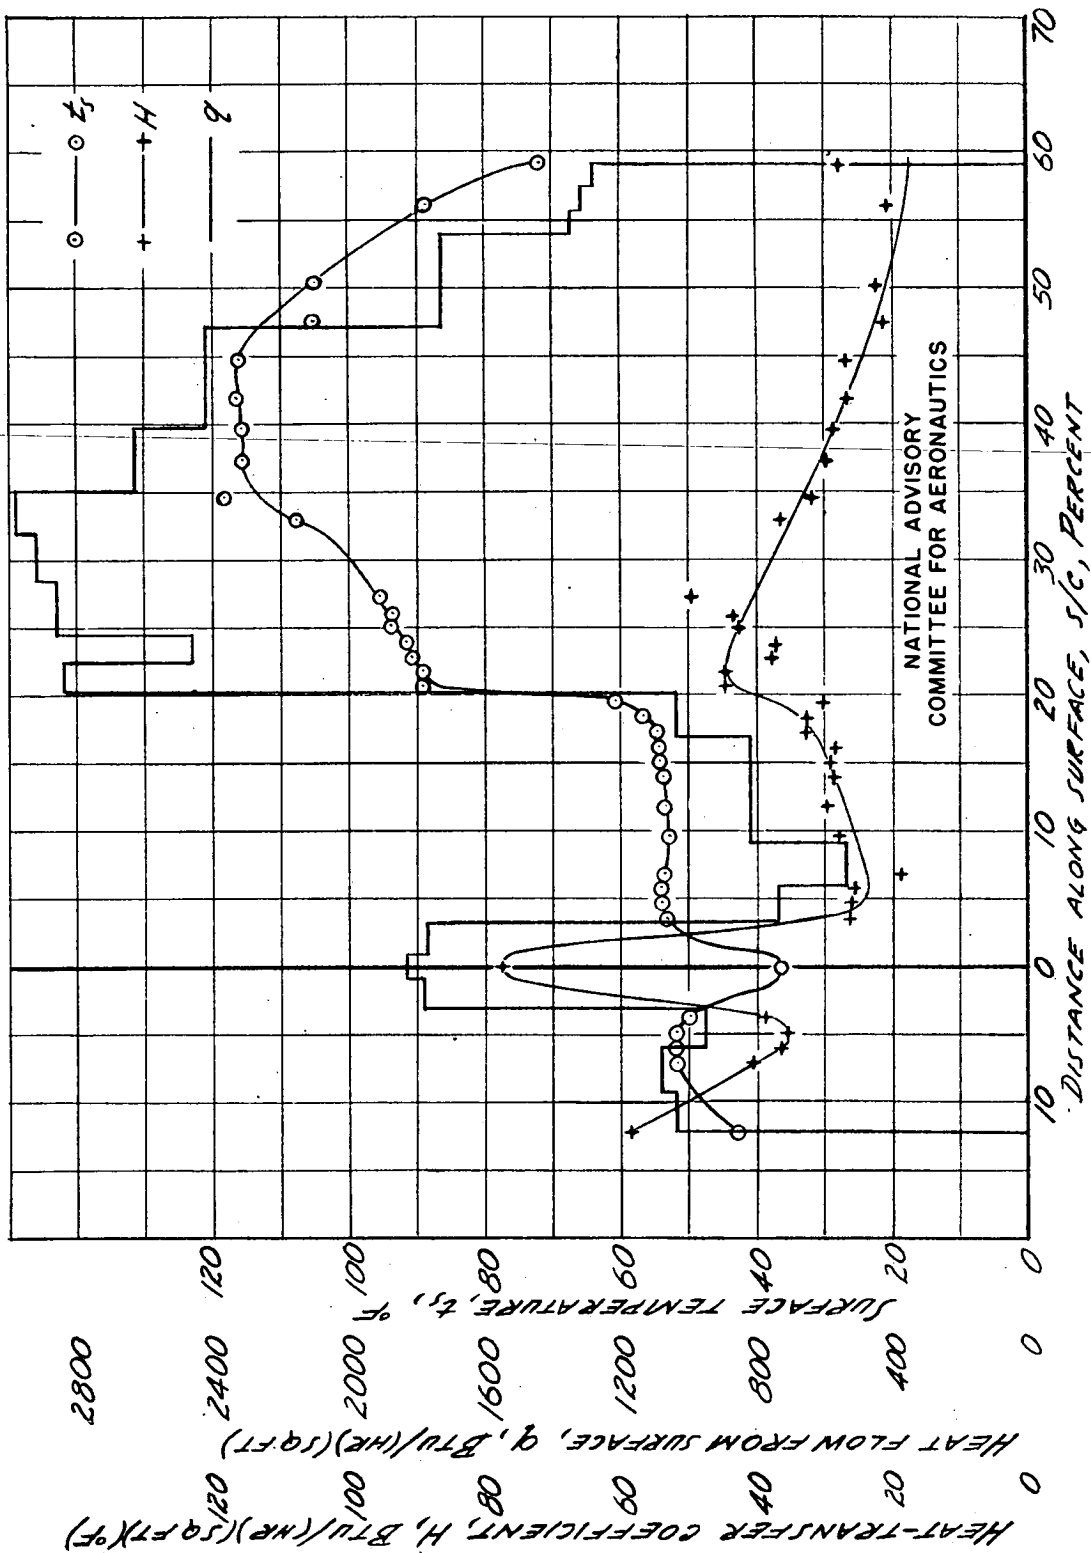 t_s
H
q
NATIONAL ADVISORY
COMMITTEE FOR AERONAUTICS
HEAT-TRANSFER COEFFICIENT, H, BTU/(HR)(SQ FT)(°F)
120
100
80
60
40
20
0
HEAT FLOW FROM SURFACE, q, BTU/(HR)(SQ FT)
2800
2400
2000
1600
1200
800
400
0
SURFACE TEMPERATURE, t_s, °F
120
100
80
60
40
20
0
10 0 10 20 30 40 50 60 70
DISTANCE ALONG SURFACE, s/c, PERCENT